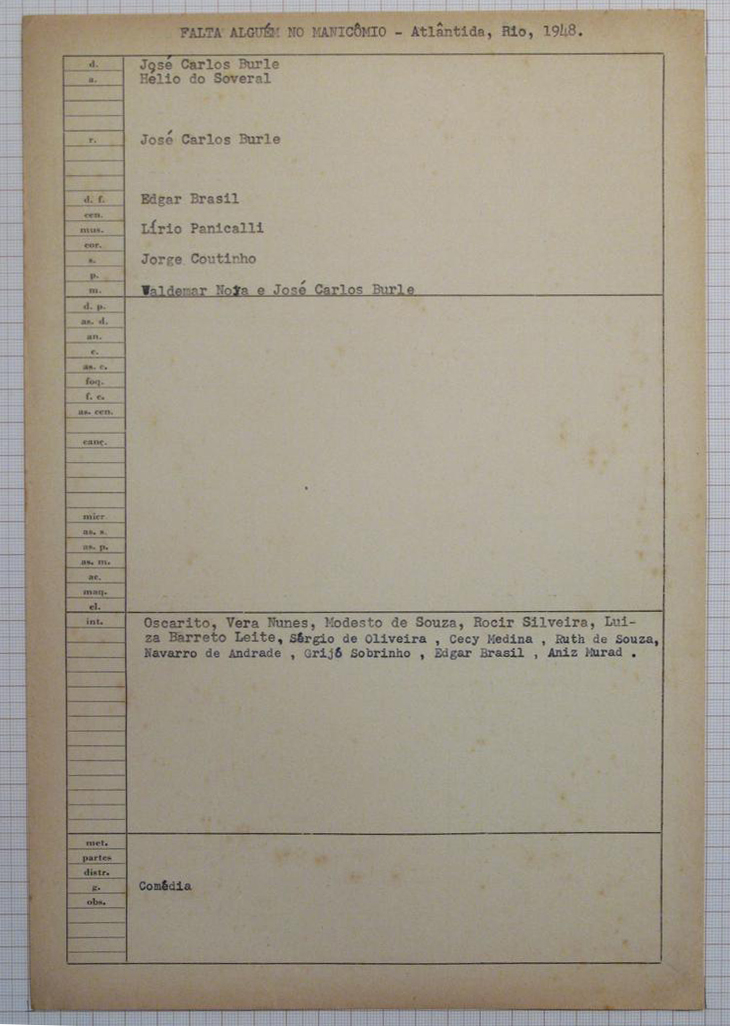 FALTA ALGUÉM NO MANICÔMIO - Atlântida, Rio, 1948.
d. José Carlos Burle
a. Helio do Soveral
r. José Carlos Burle
d. f. Edgar Brasil
cen.
mus. Lírio Panicalli
cor.
s. Jorge Coutinho
p.
m. Waldemar Noya e José Carlos Burle
d. p.
as. d.
an.
c.
as. c.
foq.
f. c.
as. cen.
canç.
micr.
as. s.
as. p.
as. m.
ac.
maq.
el.
int. Oscarito, Vera Nunes, Modesto de Souza, Rocir Silveira, Lui-
za Barreto Leite, Sérgio de Oliveira , Cecy Medina , Ruth de Souza,
Navarro de Andrade , Grijó Sobrinho , Edgar Brasil , Aniz Murad .
met.
partes
distr.
g. Comédia
obs.